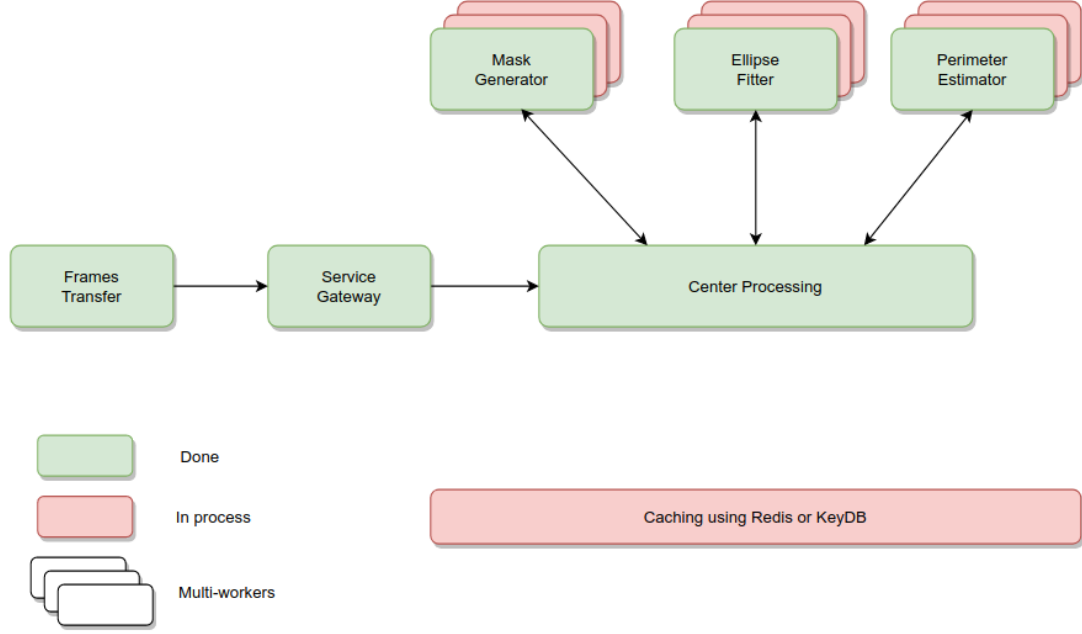 Mask
Generator
Ellipse
Fitter
Perimeter
Estimator
Frames
Transfer
Service
Gateway
Center Processing
Done
In process
Caching using Redis or KeyDB
Multi-workers